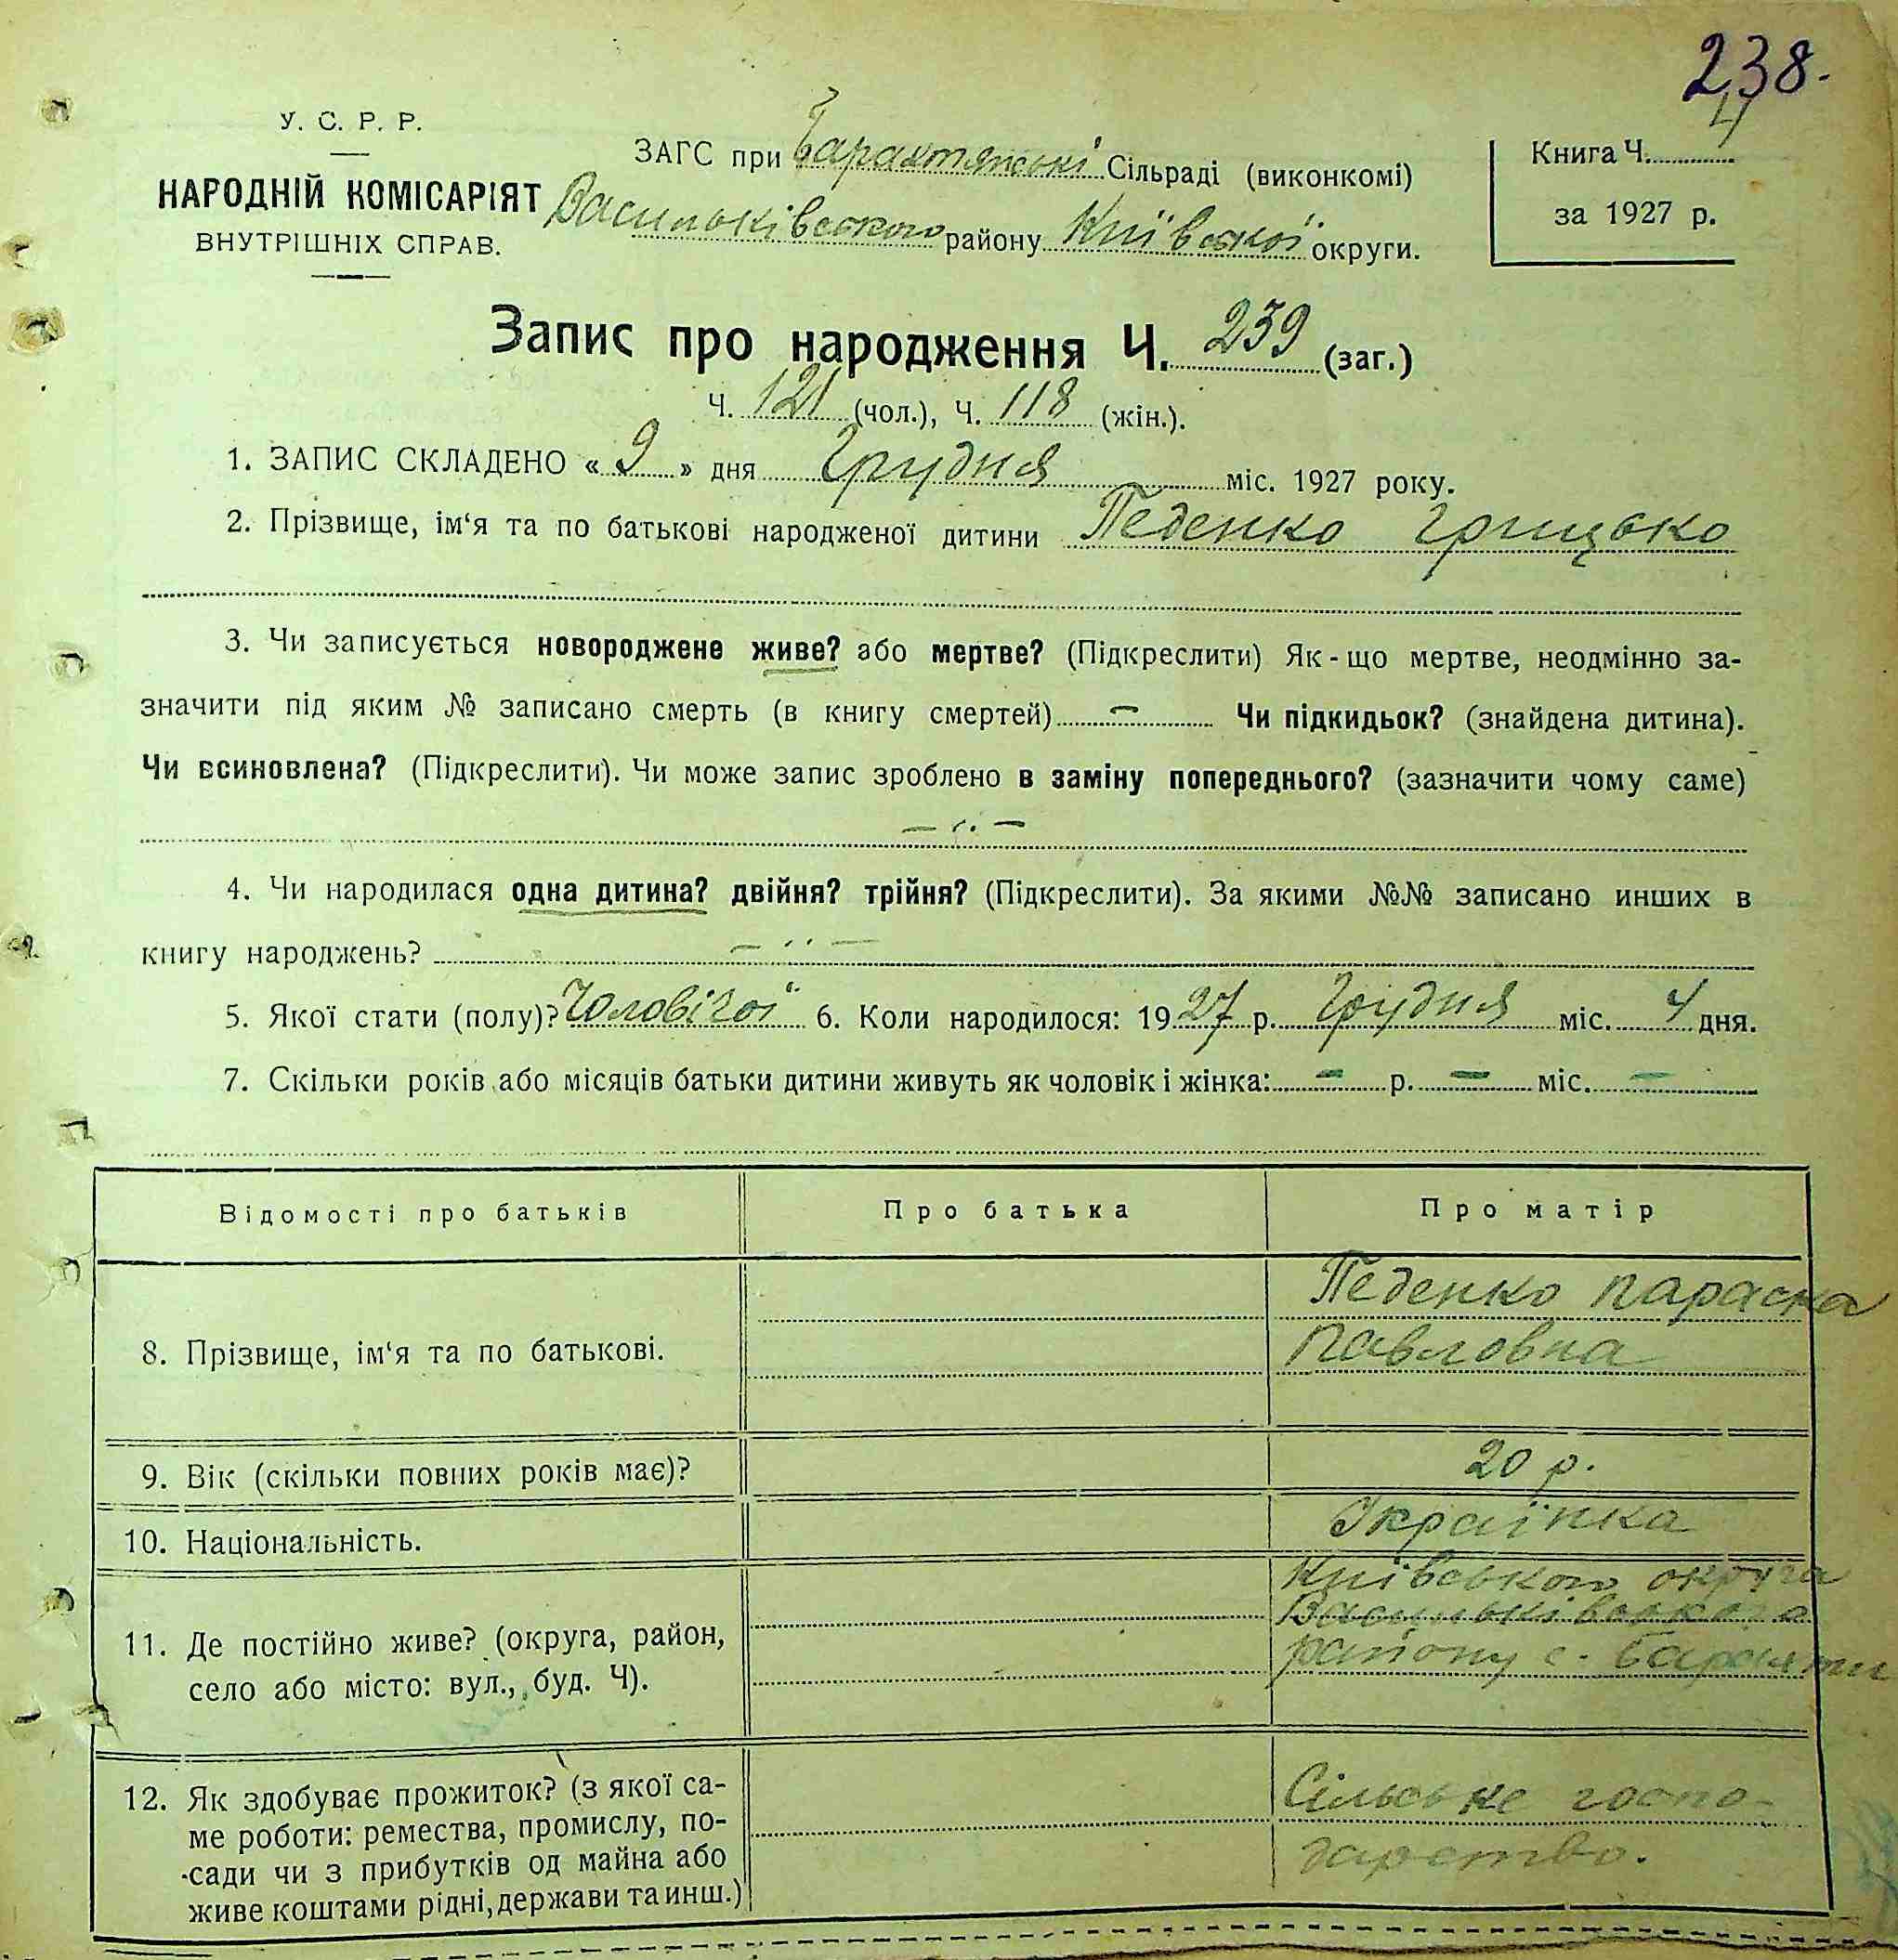 238.
У. С. Р. Р.
НАРОДНІЙ КОМІСАРІЯТ
ВНУТРІШНІХ СПРАВ.
ЗАГС при Барахтянські Сільраді (виконкомі)
Васильківського району Київської округи.
Книга Ч. 4
за 1927 р.
Запис про народження Ч. 239 (заг.)
Ч. 121 (чол.), Ч. 118 (жін.).
1. ЗАПИС СКЛАДЕНО « 9 » дня Грудня міс. 1927 року.
2. Прізвище, ім‘я та по батькові народженої дитини Педенко Грицько
3. Чи записується новороджене живе? або мертве? (Підкреслити) Як-що мертве, неодмінно за-
значити під яким № записано смерть (в книгу смертей) — Чи підкидьок? (знайдена дитина).
Чи всиновлена? (Підкреслити). Чи може запис зроблено в заміну попереднього? (зазначити чому саме)
4. Чи народилася одна дитина? двійня? трійня? (Підкреслити). За якими №№ записано инших в
книгу народжень?
5. Якої стати (полу)? Чоловічої 6. Коли народилося: 1927 р. Грудня міс. 4 дня.
7. Скільки років або місяців батьки дитини живуть як чоловік і жінка: — р. — міс. —
Відомості про батьків Про батька Про матір
8. Прізвище, ім‘я та по батькові.
Педенко Параска
Павловна
9. Вік (скільки повних років має)? 20 р.
10. Національність. Українка
11. Де постійно живе? (округа, район,
село або місто: вул., буд. Ч).
Київського округа
Васильківського
району с. Барахти
12. Як здобуває прожиток? (з якої са-
ме роботи: ремества, промислу, по-
сади чи з прибутків од майна або
живе коштами рідні, держави та инш.)
Сільське госпо-
дарство.